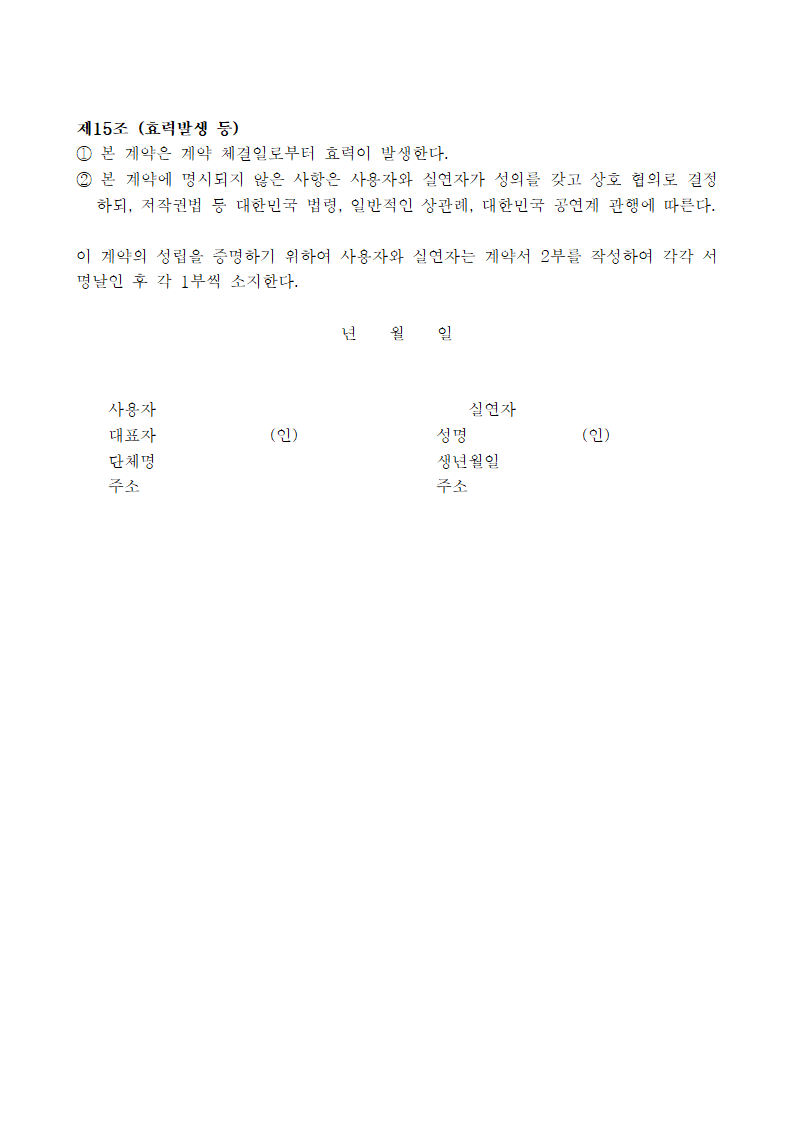 제15조 (효력발생 등)
① 본 계약은 계약 체결일로부터 효력이 발생한다.
② 본 계약에 명시되지 않은 사항은 사용자와 실연자가 성의를 갖고 상호 협의로 결정
하되, 저작권법 등 대한민국 법령, 일반적인 상관례, 대한민국 공연계 관행에 따른다.
이 계약의 성립을 증명하기 위하여 사용자와 실연자는 계약서 2부를 작성하여 각각 서
명날인 후 각 1부씩 소지한다.
년 월 일
사용자 실연자
대표자 (인) 성명 (인)
단체명 생년월일
주소 주소